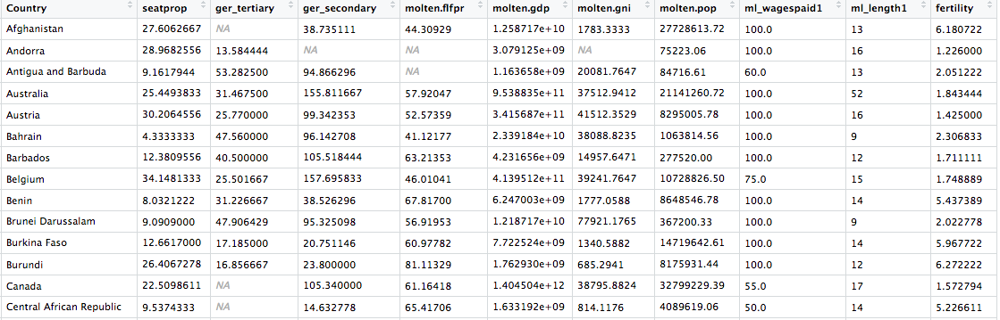 Country seatprop ger_tertiary ger_secondary molten.flfpr molten.gdp molten.gni molten.pop ml_wagespaid1 ml_length1 fertility
Afghanistan 27.6062667 NA 38.735111 44.30929 1.258717e+10 1783.3333 27728613.72 100.0 13 6.180722
Andorra 28.9682556 13.584444 NA NA 3.079125e+09 NA 75223.06 100.0 16 1.226000
Antigua and Barbuda 9.1617944 53.282500 94.866296 NA 1.163658e+09 20081.7647 84716.61 60.0 13 2.051222
Australia 25.4493833 31.467500 155.811667 57.92047 9.538835e+11 37512.9412 21141260.72 100.0 52 1.843444
Austria 30.2064556 25.770000 99.342353 52.57359 3.415687e+11 41512.3529 8295005.78 100.0 16 1.425000
Bahrain 4.3333333 47.560000 96.142708 41.12177 2.339184e+10 38088.8235 1063814.56 100.0 9 2.306833
Barbados 12.3809556 40.500000 105.518444 63.21353 4.231656e+09 14957.6471 277520.00 100.0 12 1.711111
Belgium 34.1481333 25.501667 157.695833 46.01041 4.139512e+11 39241.7647 10728826.50 75.0 15 1.748889
Benin 8.0321222 31.226667 38.526296 67.81700 6.247003e+09 1777.0588 8648546.78 100.0 14 5.437389
Brunei Darussalam 9.0909000 47.906429 95.325098 56.91953 1.218717e+10 77921.1765 367200.33 100.0 9 2.022778
Burkina Faso 12.6617000 17.185000 20.751146 60.97782 7.722524e+09 1340.5882 14719642.61 100.0 14 5.967722
Burundi 26.4067278 16.856667 23.800000 81.11329 1.762930e+09 685.2941 8175931.44 100.0 12 6.272222
Canada 22.5098611 NA 105.340000 61.16418 1.404504e+12 38795.8824 32799229.39 55.0 17 1.572794
Central African Republic 9.5374333 NA 14.632778 65.41706 1.633192e+09 814.1176 4089619.06 50.0 14 5.226611